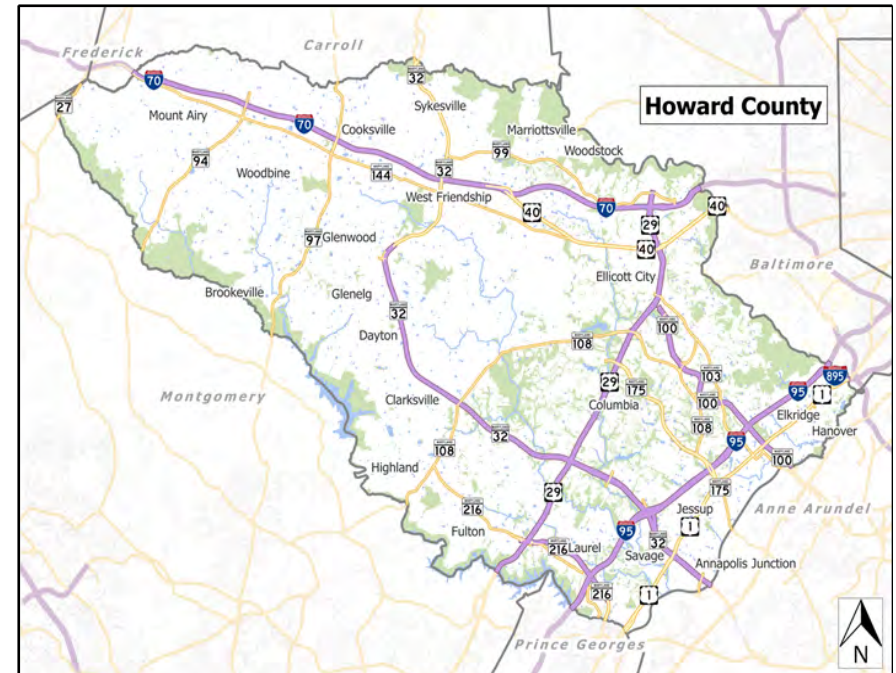 Frederick
Carroll
70
32
Howard County
27
Mount Airy
Sykesville
70
Cooksville
Marriottsville
94
99
Woodstock
Woodbine
144
32
West Friendship
70
40
40
29
97
Glenwood
40
Ellicott City
Baltimore
Brookeville
Glenelg
32
Dayton
100
108
Montgomery
29
175
103
95
895
1
Clarksville
Columbia
100
Elkridge
108
Hanover
32
95
108
100
Highland
29
175
Anne Arundel
216
Jessup
1
Fulton
95
216
Laurel
Savage
32
Annapolis Junction
216
1
Prince Georges
N